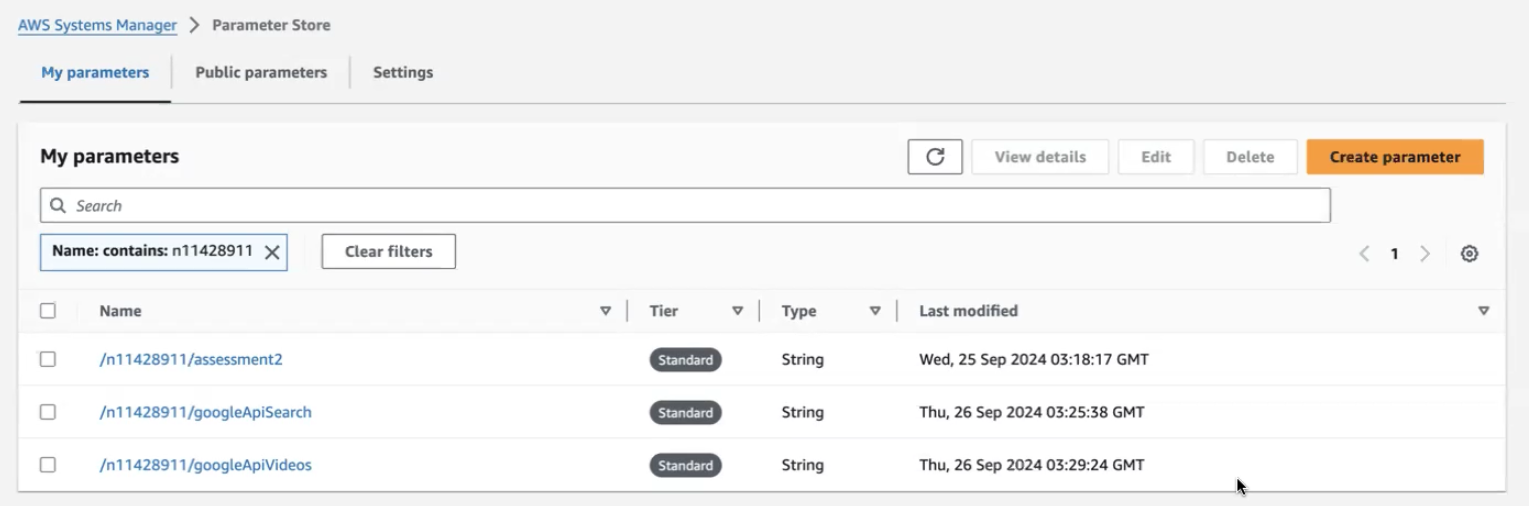 AWS Systems Manager > Parameter Store
My parameters Public parameters Settings
My parameters View details Edit Delete Create parameter
Search
Name: contains: n11428911 Clear filters
1
Name Tier Type Last modified
/n11428911/assessment2 Standard String Wed, 25 Sep 2024 03:18:17 GMT
/n11428911/googleApiSearch Standard String Thu, 26 Sep 2024 03:25:38 GMT
/n11428911/googleApiVideos Standard String Thu, 26 Sep 2024 03:29:24 GMT